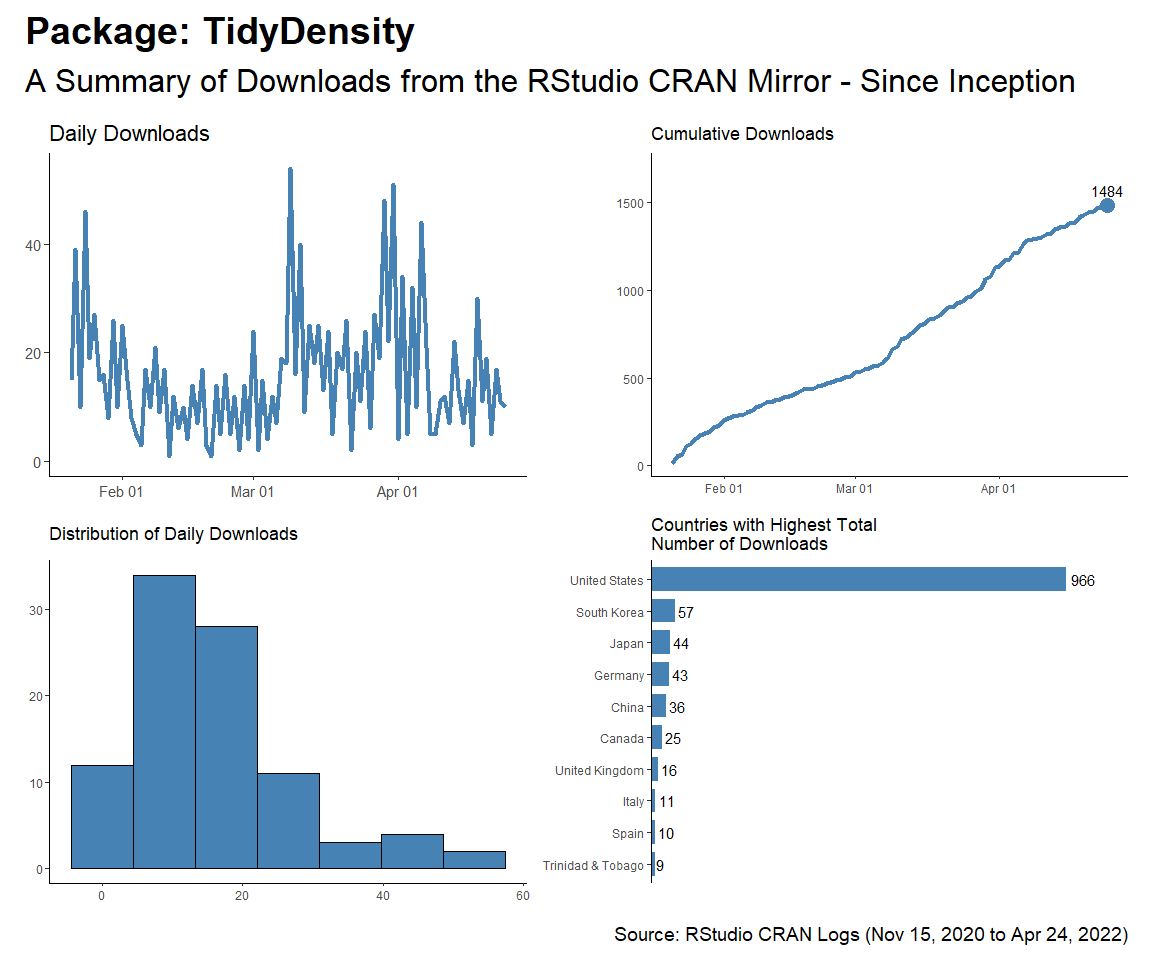 Package: TidyDensity
A Summary of Downloads from the RStudio CRAN Mirror - Since Inception
Daily Downloads
40
20
0
Feb 01 Mar 01 Apr 01
Cumulative Downloads
1484
1500
1000
500
0
Feb 01 Mar 01 Apr 01
Distribution of Daily Downloads
30
20
10
0
0 20 40 60
Countries with Highest Total
Number of Downloads
United States 966
South Korea 57
Japan 44
Germany 43
China 36
Canada 25
United Kingdom 16
Italy 11
Spain 10
Trinidad & Tobago 9
Source: RStudio CRAN Logs (Nov 15, 2020 to Apr 24, 2022)